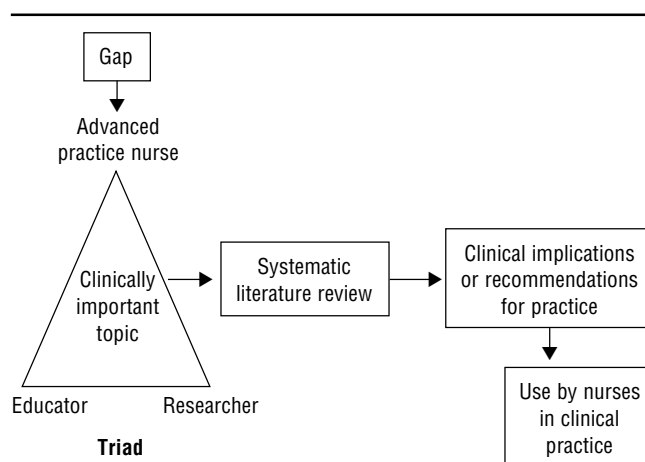 Gap
Advanced
practice nurse
Clinically
important
topic
Educator
Researcher
Triad
Systematic
literature review
Clinical implications
or recommendations
for practice
Use by nurses
in clinical
practice